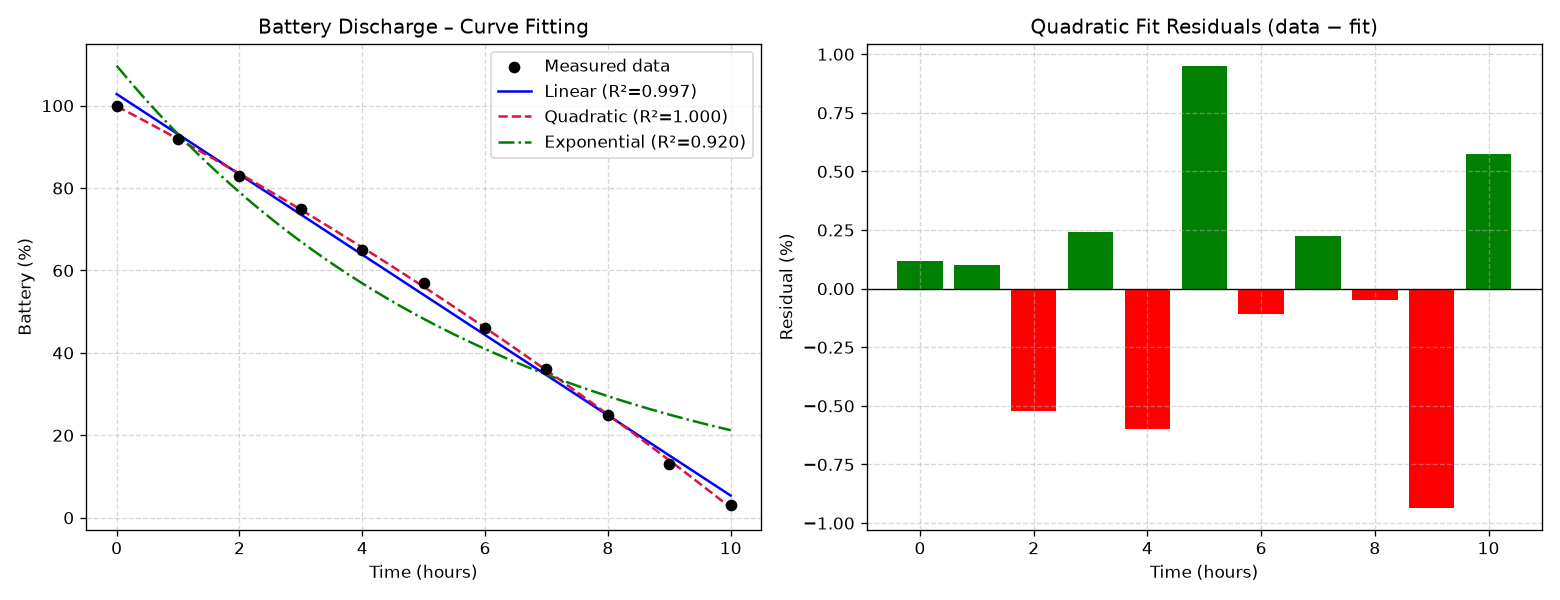 Battery Discharge – Curve Fitting
Measured data
Linear (R²=0.997)
Quadratic (R²=1.000)
Exponential (R²=0.920)
Battery (%)
100
80
60
40
20
0
0 2 4 6 8 10
Time (hours)
Quadratic Fit Residuals (data − fit)
Residual (%)
1.00
0.75
0.50
0.25
0.00
−0.25
−0.50
−0.75
−1.00
0 2 4 6 8 10
Time (hours)